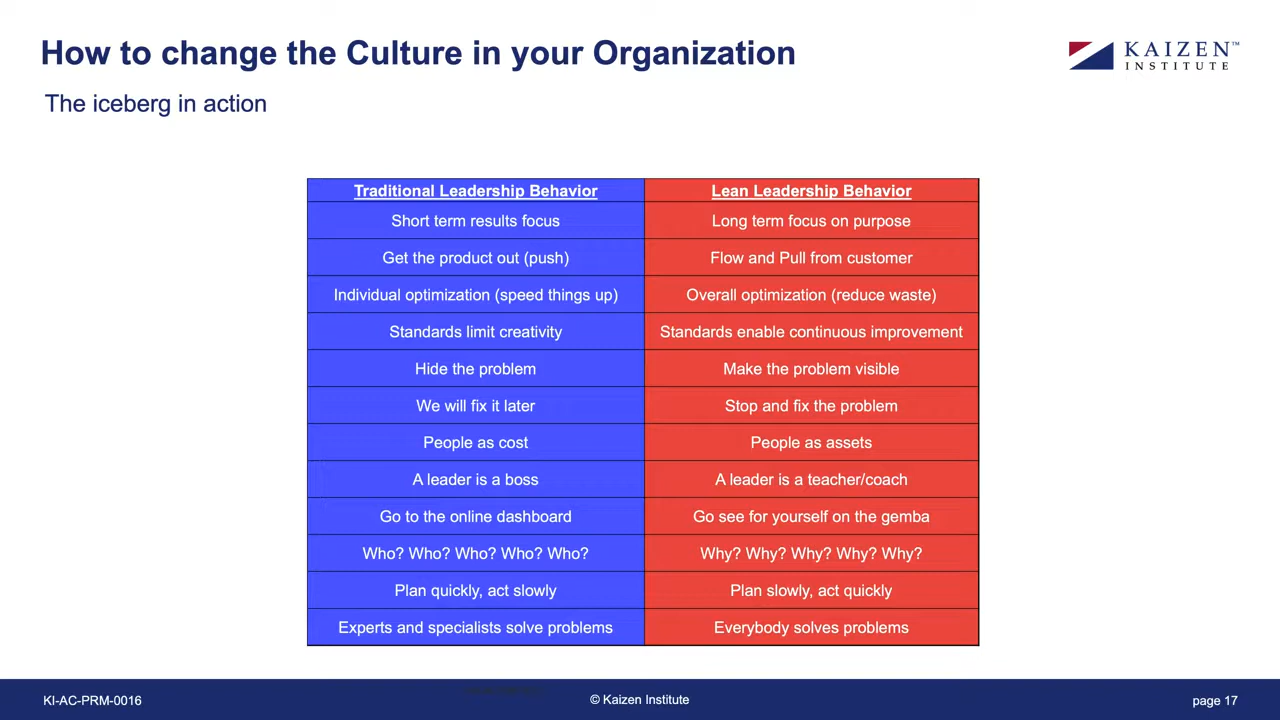 How to change the Culture in your Organization
KAIZEN™
INSTITUTE
The iceberg in action
Traditional Leadership Behavior Lean Leadership Behavior
Short term results focus Long term focus on purpose
Get the product out (push) Flow and Pull from customer
Individual optimization (speed things up) Overall optimization (reduce waste)
Standards limit creativity Standards enable continuous improvement
Hide the problem Make the problem visible
We will fix it later Stop and fix the problem
People as cost People as assets
A leader is a boss A leader is a teacher/coach
Go to the online dashboard Go see for yourself on the gemba
Who? Who? Who? Who? Who? Why? Why? Why? Why? Why?
Plan quickly, act slowly Plan slowly, act quickly
Experts and specialists solve problems Everybody solves problems
KI-AC-PRM-0016 © Kaizen Institute page 17